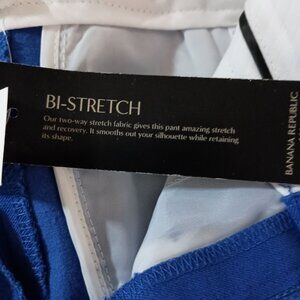 BI-STRETCH
Our two-way stretch fabric gives this pant amazing stretch
and recovery. It smooths out your silhouette while retaining
its shape.
BANANA REPUBLIC